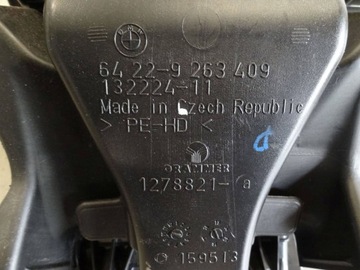 64 22-9 263 409
132224-11
Made in Czech Republic
> PE-HD <
GRAMMER
1278821- a
159513